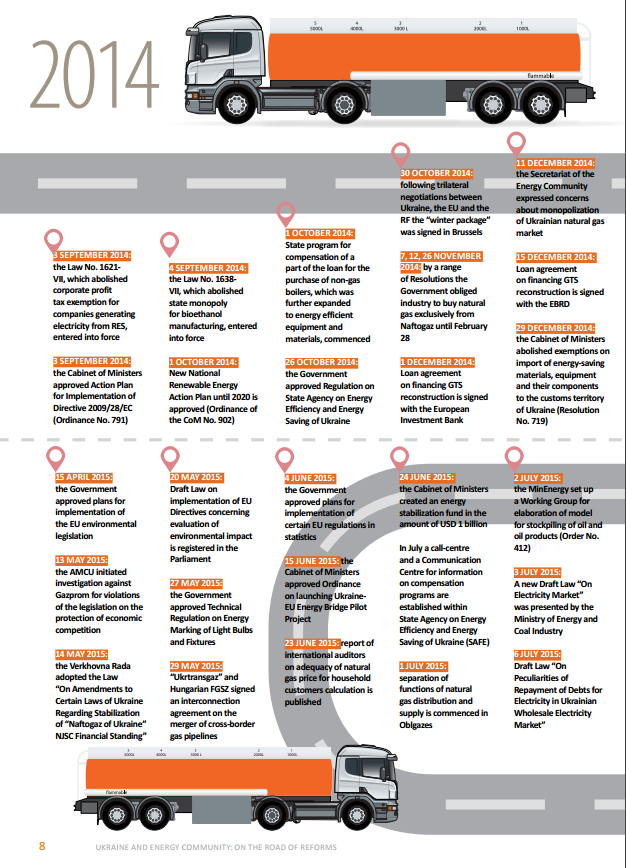 2014
5 4 3 2 1
5000L 4000L 3000 L 2000L 1000L
flammable
3 SEPTEMBER 2014:
the Law No. 1621-
VII, which abolished
corporate profit
tax exemption for
companies generating
electricity from RES,
entered into force
3 SEPTEMBER 2014:
the Cabinet of Ministers
approved Action Plan
for Implementation of
Directive 2009/28/EC
(Ordinance No. 791)
4 SEPTEMBER 2014:
the Law No. 1638-
VII, which abolished
state monopoly
for bioethanol
manufacturing, entered
into force
1 OCTOBER 2014:
New National
Renewable Energy
Action Plan until 2020 is
approved (Ordinance of
the CoM No. 902)
1 OCTOBER 2014:
State program for
compensation of a
part of the loan for the
purchase of non-gas
boilers, which was
further expanded
to energy efficient
equipment and
materials, commenced
26 OCTOBER 2014:
the Government
approved Regulation on
State Agency on Energy
Efficiency and Energy
Saving of Ukraine
30 OCTOBER 2014:
following trilateral
negotiations between
Ukraine, the EU and the
RF the “winter package”
was signed in Brussels
7, 12, 26 NOVEMBER
2014: by a range
of Resolutions the
Government obliged
industry to buy natural
gas exclusively from
Naftogaz until February
28
1 DECEMBER 2014:
Loan agreement
on financing GTS
reconstruction is signed
with the European
Investment Bank
11 DECEMBER 2014:
the Secretariat of the
Energy Community
expressed concerns
about monopolization
of Ukrainian natural gas
market
15 DECEMBER 2014:
Loan agreement
on financing GTS
reconstruction is signed
with the EBRD
29 DECEMBER 2014:
the Cabinet of Ministers
abolished exemptions on
import of energy-saving
materials, equipment
and their components
to the customs territory
of Ukraine (Resolution
No. 719)
15 APRIL 2015:
the Government
approved plans for
implementation of
the EU environmental
legislation
13 MAY 2015:
the AMCU initiated
investigation against
Gazprom for violations
of the legislation on the
protection of economic
competition
14 MAY 2015:
the Verkhovna Rada
adopted the Law
“On Amendments to
Certain Laws of Ukraine
Regarding Stabilization
of “Naftogaz of Ukraine”
NJSC Financial Standing”
20 MAY 2015:
Draft Law on
implementation of EU
Directives concerning
evaluation of
environmental impact
is registered in the
Parliament
27 MAY 2015:
the Government
approved Technical
Regulation on Energy
Marking of Light Bulbs
and Fixtures
29 MAY 2015:
“Ukrtransgaz” and
Hungarian FGSZ signed
an interconnection
agreement on the
merger of cross-border
gas pipelines
4 JUNE 2015:
the Government
approved plans for
implementation of
certain EU regulations in
statistics
15 JUNE 2015: the
Cabinet of Ministers
approved Ordinance
on launching Ukraine-
EU Energy Bridge Pilot
Project
23 JUNE 2015: report of
international auditors
on adequacy of natural
gas price for household
customers calculation is
published
24 JUNE 2015:
the Cabinet of Ministers
created an energy
stabilization fund in the
amount of USD 1 billion
In July a call-centre
and a Communication
Centre for information
on compensation
programs are
established within
State Agency on Energy
Efficiency and Energy
Saving of Ukraine (SAFE)
1 JULY 2015:
separation of
functions of natural
gas distribution and
supply is commenced in
Oblgazes
2 JULY 2015:
the MinEnergy set up
a Working Group for
elaboration of model
for stockpiling of oil and
oil products (Order No.
412)
3 JULY 2015:
A new Draft Law “On
Electricity Market”
was presented by the
Ministry of Energy and
Coal Industry
6 JULY 2015:
Draft Law “On
Peculiarities of
Repayment of Debts for
Electricity in Ukrainian
Wholesale Electricity
Market”
flammable
8 UKRAINE AND ENERGY COMMUNITY: ON THE ROAD OF REFORMS